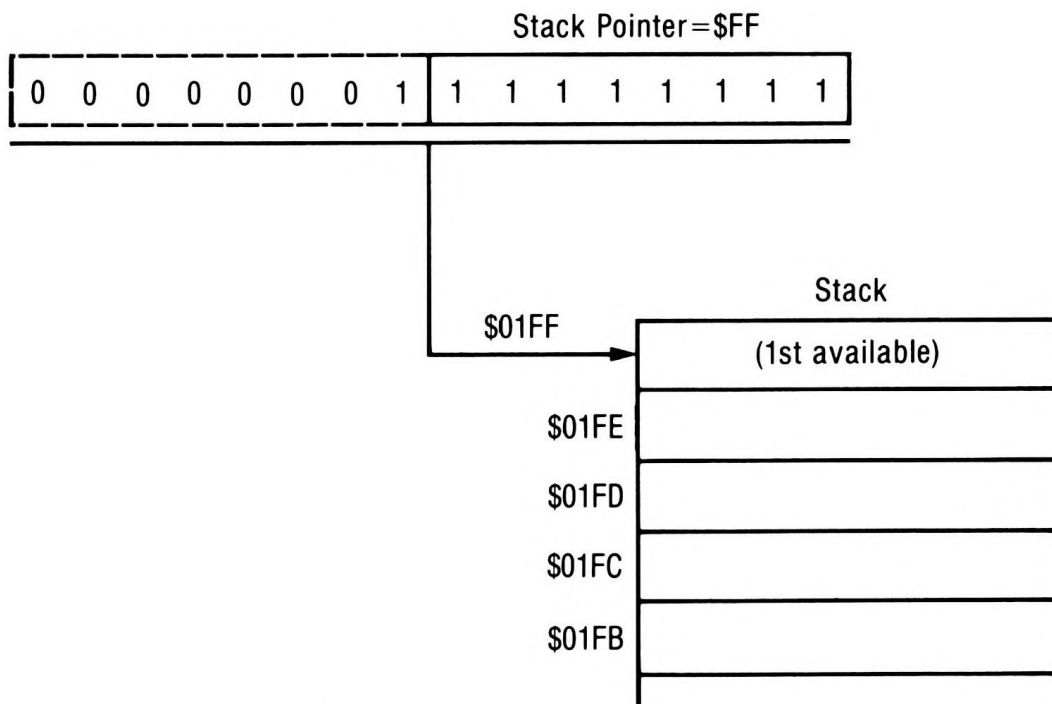 Stack Pointer=$FF
0 0 0 0 0 0 0 1 1 1 1 1 1 1 1 1
Stack
$01FF
(1st available)
$01FE
$01FD
$01FC
$01FB